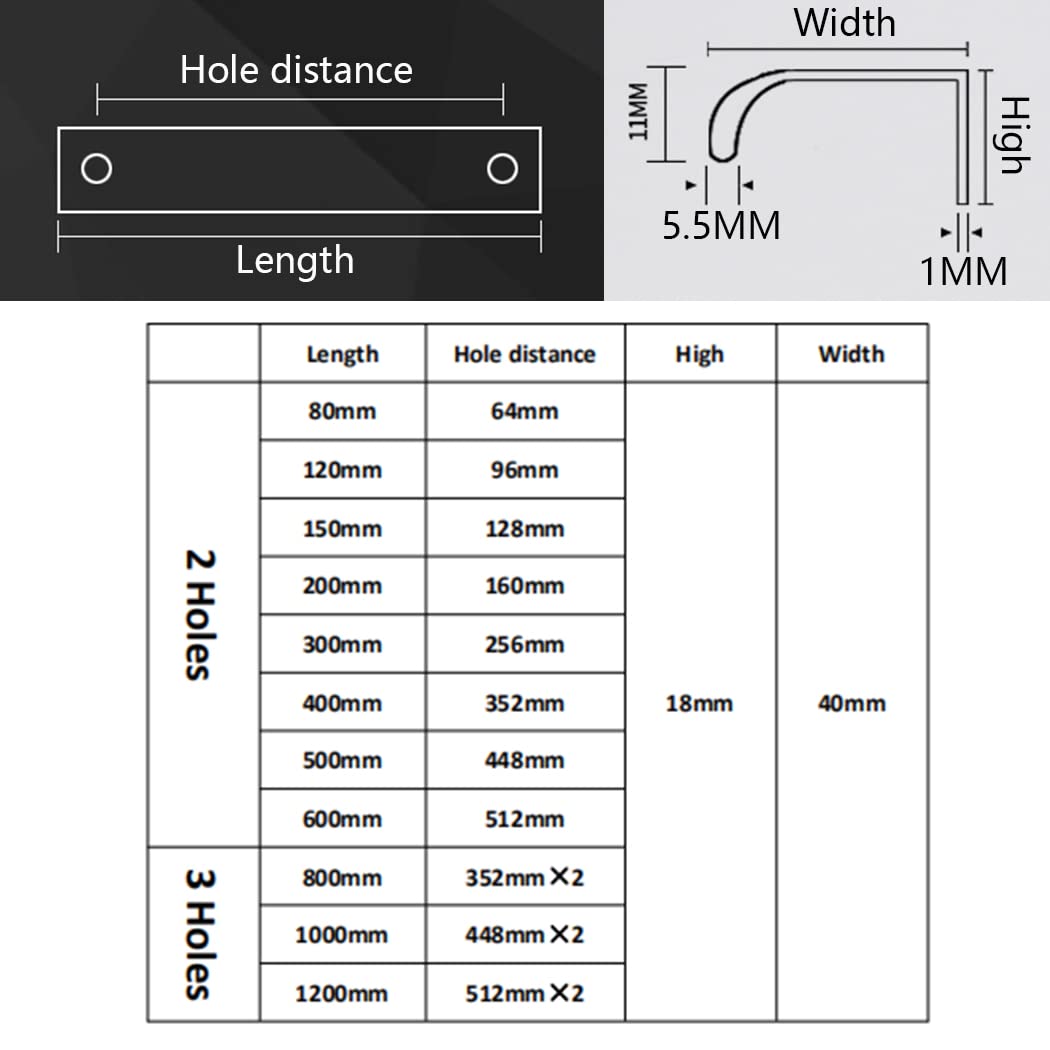 Hole distance
Length
Width
11MM
High
5.5MM
1MM
Length Hole distance High Width
2 Holes
80mm 64mm
120mm 96mm
150mm 128mm
200mm 160mm
300mm 256mm
400mm 352mm 18mm 40mm
500mm 448mm
600mm 512mm
3 Holes
800mm 352mm×2
1000mm 448mm×2
1200mm 512mm×2